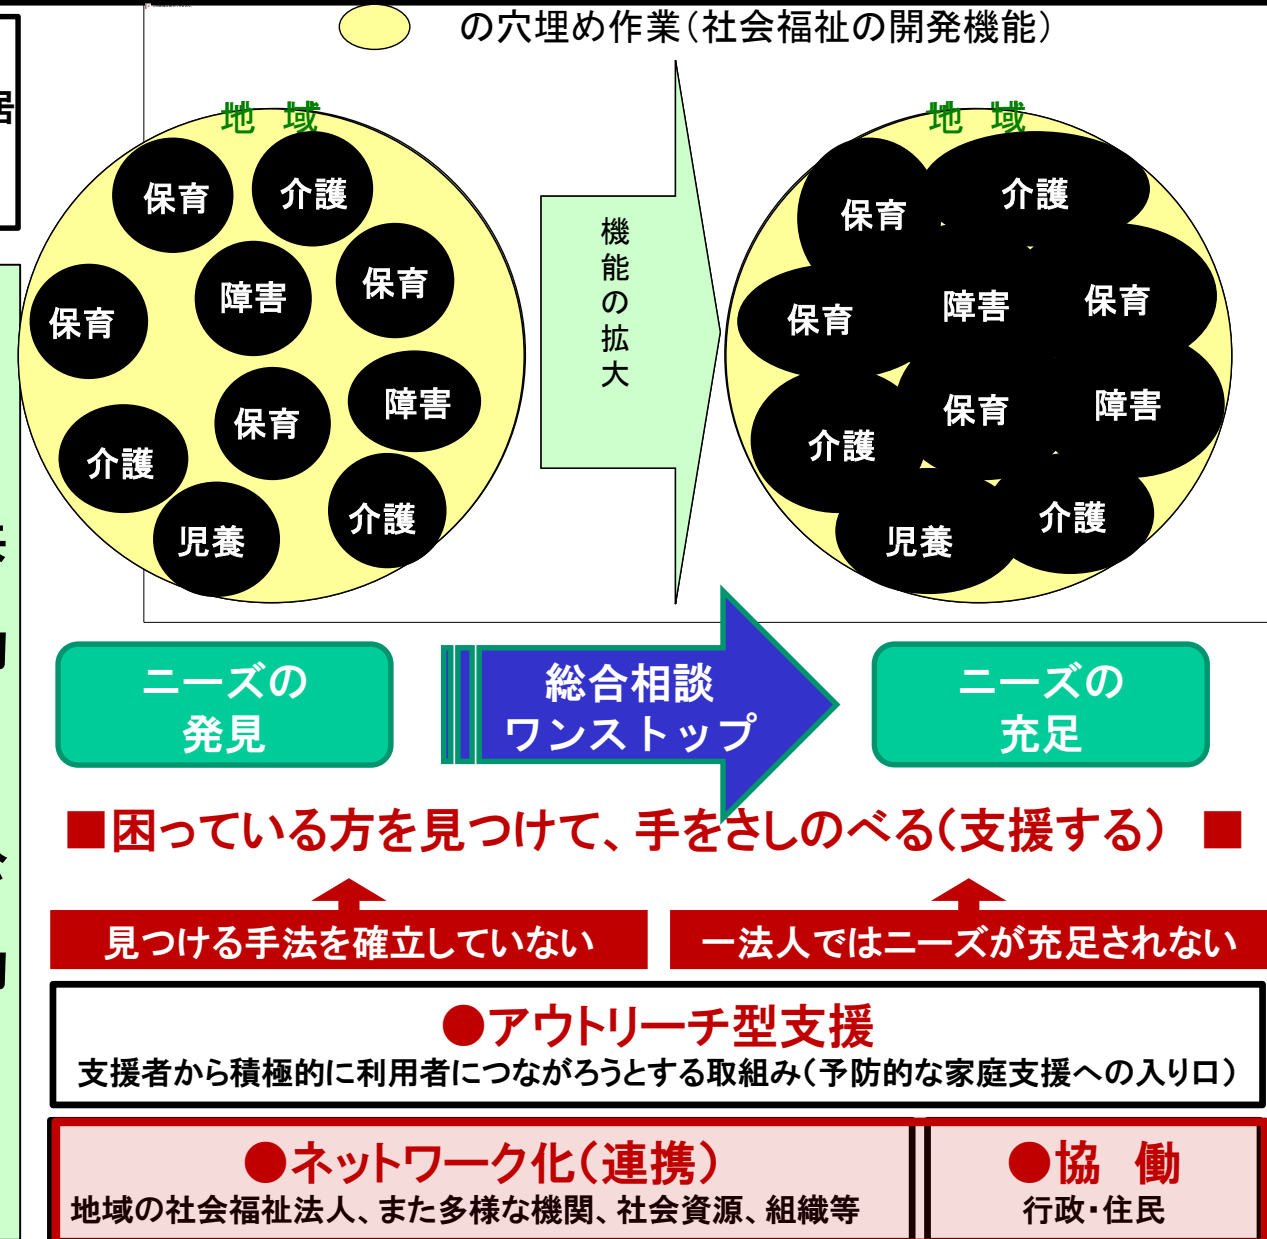 の穴埋め作業（社会福祉の開発機能）
居
地　域
保育
介護
障害
保育
保育
保育
障害
介護
児養
介護
機能の拡大
地　域
保育
介護
保育
障害
保育
介護
保育
障害
児養
介護
ニーズの
発見
総合相談
ワンストップ
ニーズの
充足
■困っている方を見つけて、手をさしのべる（支援する）　■
見つける手法を確立していない
一法人ではニーズが充足されない
●アウトリーチ型支援
支援者から積極的に利用者につながろうとする取組み（予防的な家庭支援への入り口）
●ネットワーク化（連携）
地域の社会福祉法人、また多様な機関、社会資源、組織等
●協　働
行政・住民